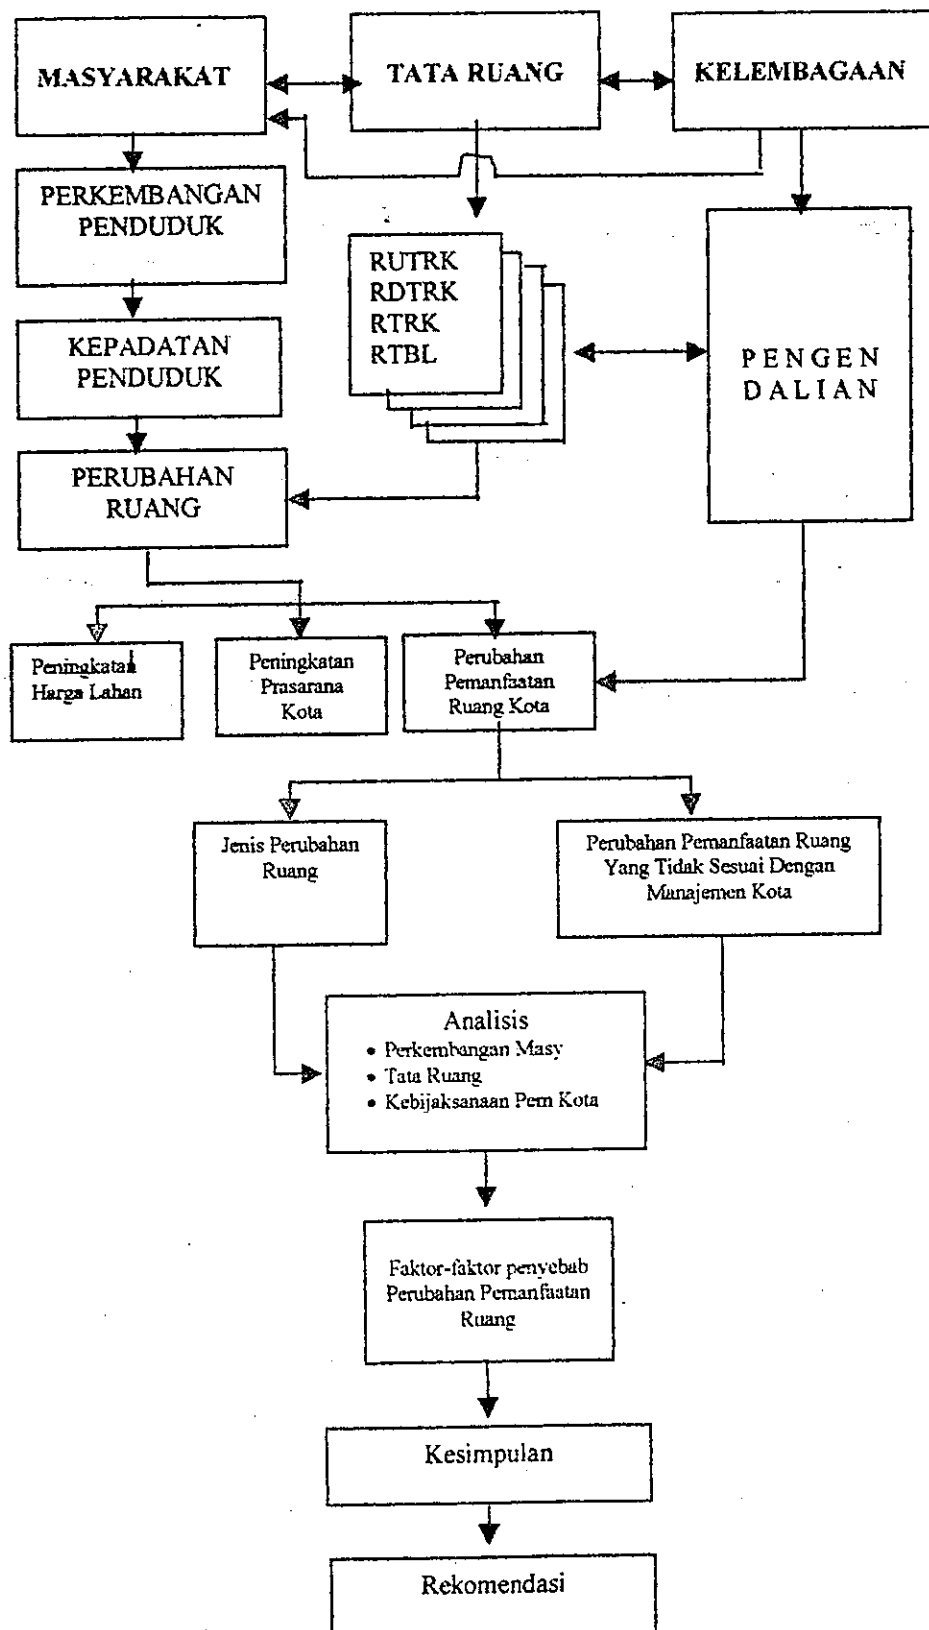 MASYARAKAT
TATA RUANG
KELEMBAGAAN
PERKEMBANGAN
PENDUDUK
RUTRK
RDTRK
RTRK
RTBL
KEPADATAN
PENDUDUK
PENGEN
DALIAN
PERUBAHAN
RUANG
Peningkatan
Harga Lahan
Peningkatan
Prasarana
Kota
Perubahan
Pemanfaatan
Ruang Kota
Jenis Perubahan
Ruang
Perubahan Pemanfaatan Ruang
Yang Tidak Sesuai Dengan
Manajemen Kota
Analisis
• Perkembangan Masy
• Tata Ruang
• Kebijaksanaan Pem Kota
Faktor-faktor penyebab
Perubahan Pemanfaatan
Ruang
Kesimpulan
Rekomendasi